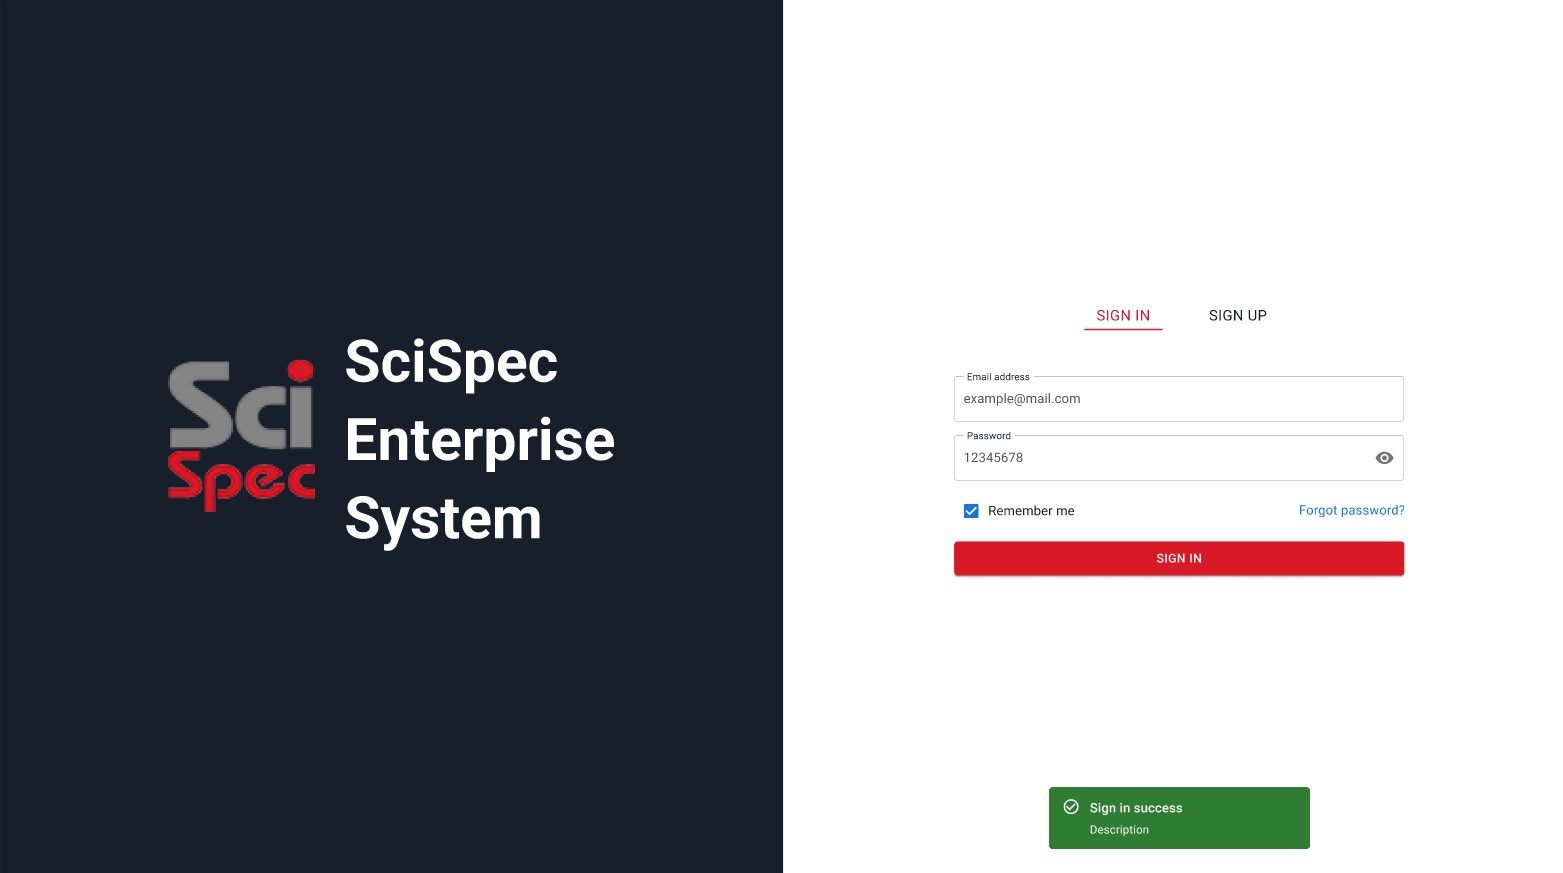 Sci
Spec
SciSpec
Enterprise
System
SIGN IN
SIGN UP
Email address
example@mail.com
Password
12345678
Remember me
Forgot password?
SIGN IN
Sign in success
Description